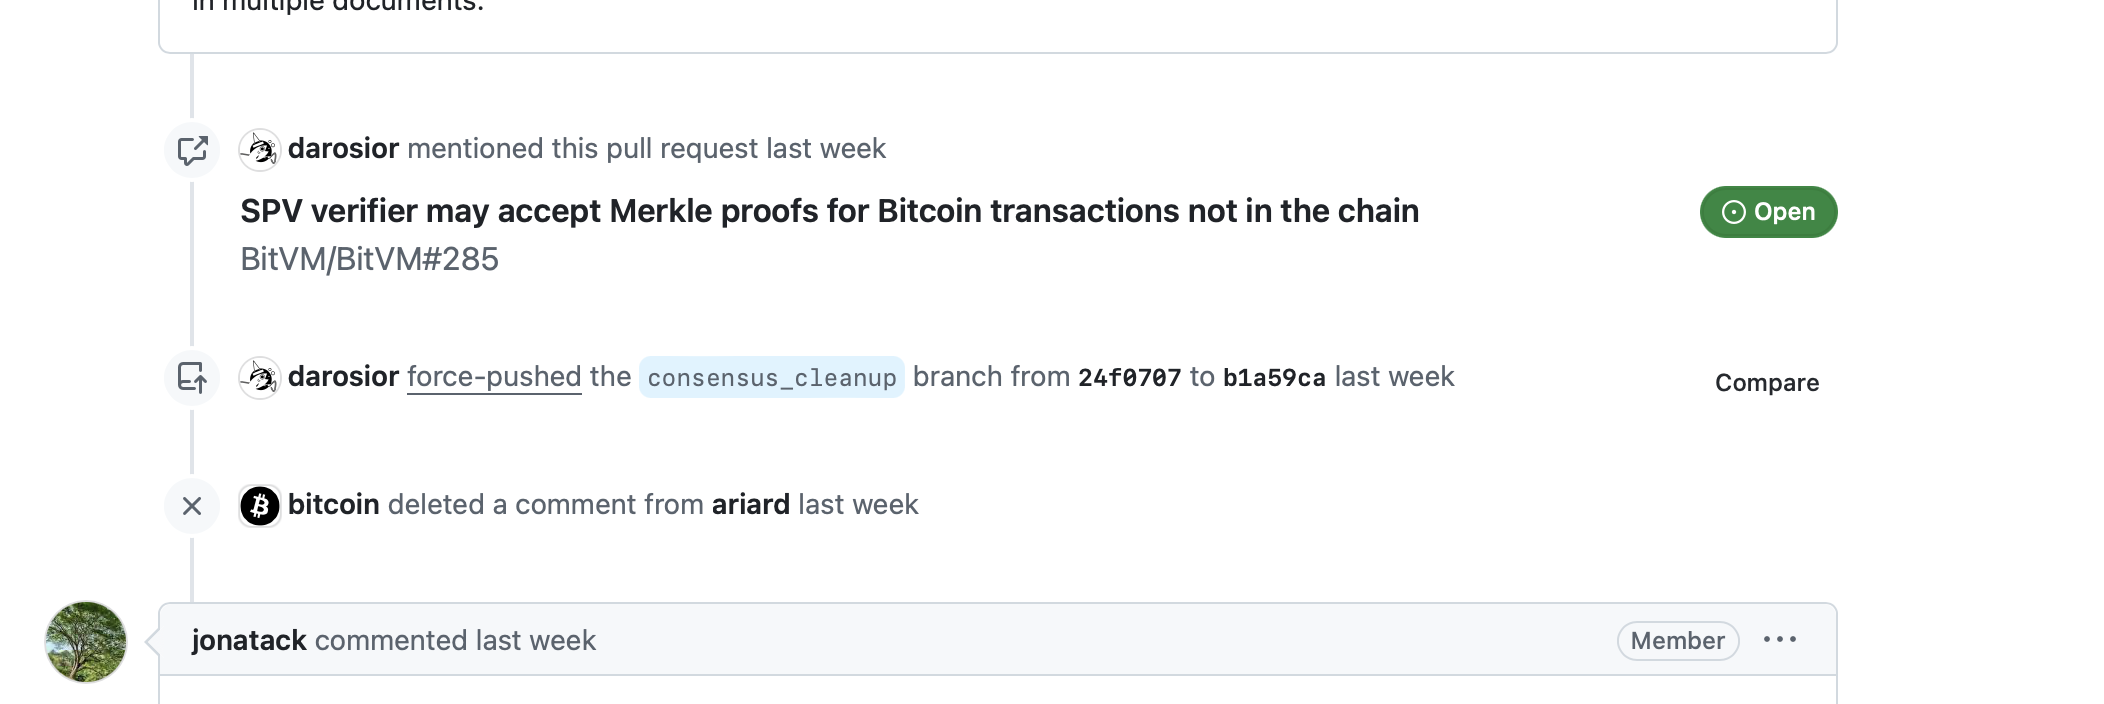 in multiple documents.
darosior mentioned this pull request last week
SPV verifier may accept Merkle proofs for Bitcoin transactions not in the chain
Open
BitVM/BitVM#285
darosior force-pushed the consensus_cleanup branch from 24f0707 to b1a59ca last week
Compare
bitcoin deleted a comment from ariard last week
jonatack commented last week
Member